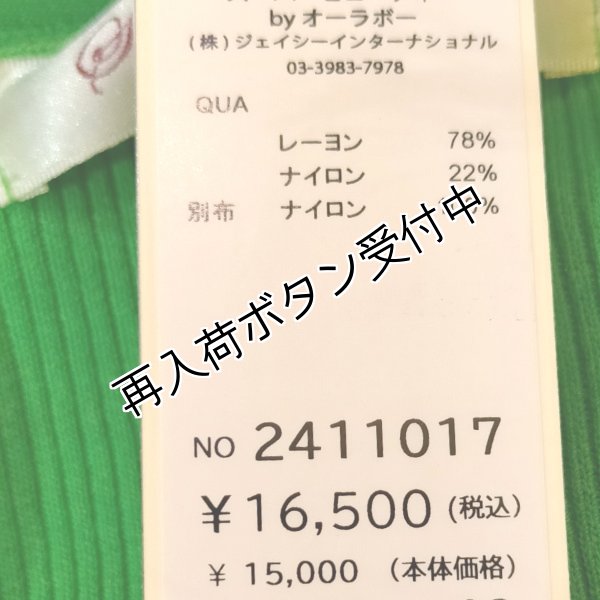 by オーラボー
(株)ジェイシーインターナショナル
03-3983-7978
QUA
レーヨン 78%
ナイロン 22%
別布 ナイロン
再入荷ボタン受付中
NO 2411017
¥16,500(税込)
¥ 15,000 (本体価格)